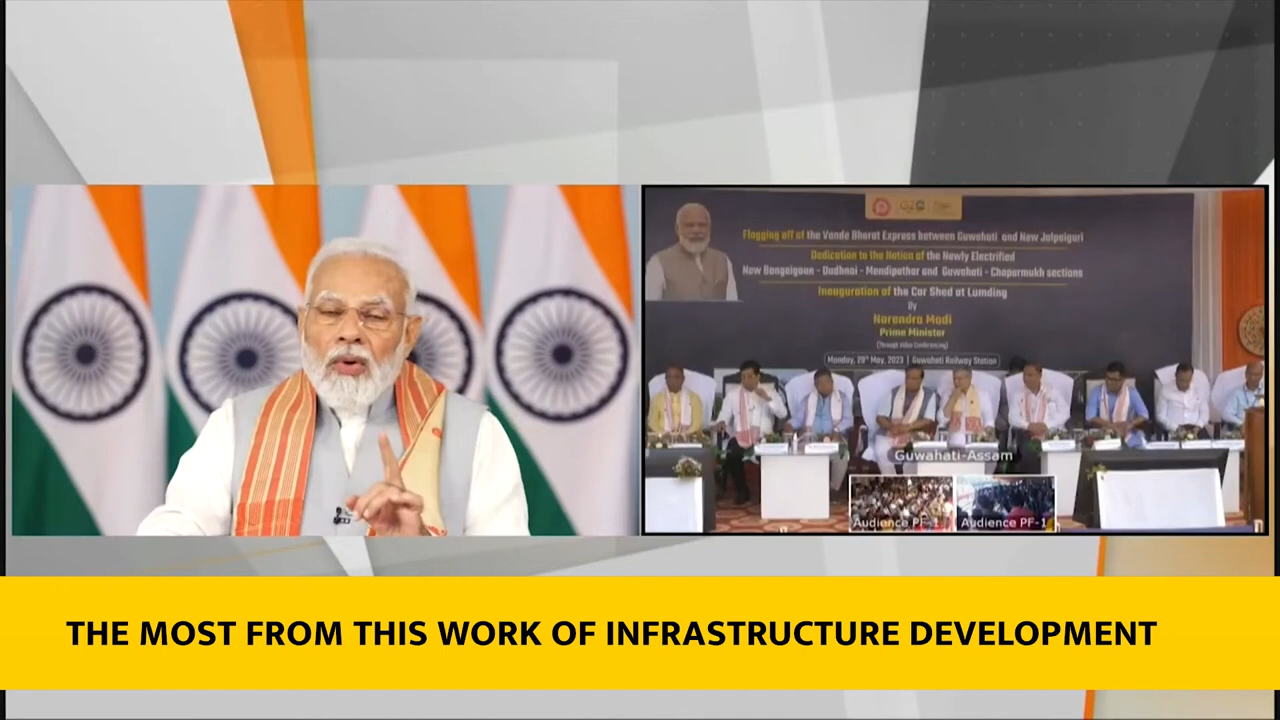 G20
Flagging off of the Vande Bharat Express between Guwahati and New Jalpaiguri
Dedication to the Nation of the Newly Electrified
New Bongaigaon - Dudhnoi - Mendipathar and Guwahati - Chaparmukh sections
Inauguration of the Car Shed at Lumding
By
Narendra Modi
Prime Minister
(Through Video Conferencing)
Monday, 29th May, 2023 | Guwahati Railway Station
Guwahati-Assam
Audience PF-1
Audience PF-1
THE MOST FROM THIS WORK OF INFRASTRUCTURE DEVELOPMENT